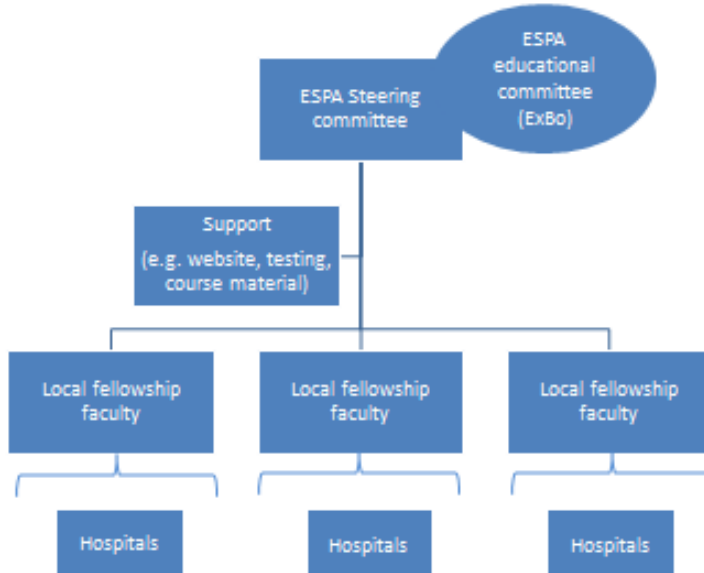 ESPA
educational
committee
(ExBo)
ESPA Steering
committee
Support
(e.g. website, testing,
course material)
Local fellowship
faculty
Local fellowship
faculty
Local fellowship
faculty
Hospitals
Hospitals
Hospitals